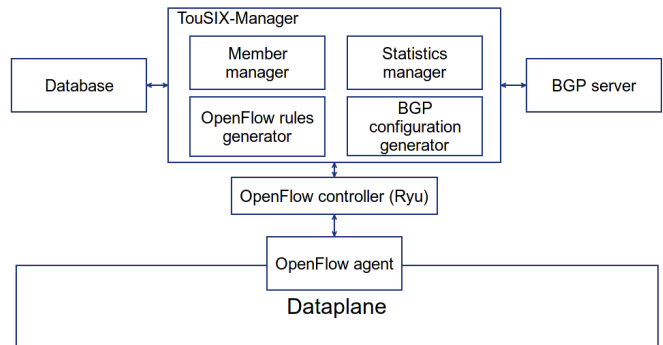 TouSIX-Manager
Member
manager
Statistics
manager
Database
BGP server
OpenFlow rules
generator
BGP
configuration
generator
OpenFlow controller (Ryu)
OpenFlow agent
Dataplane